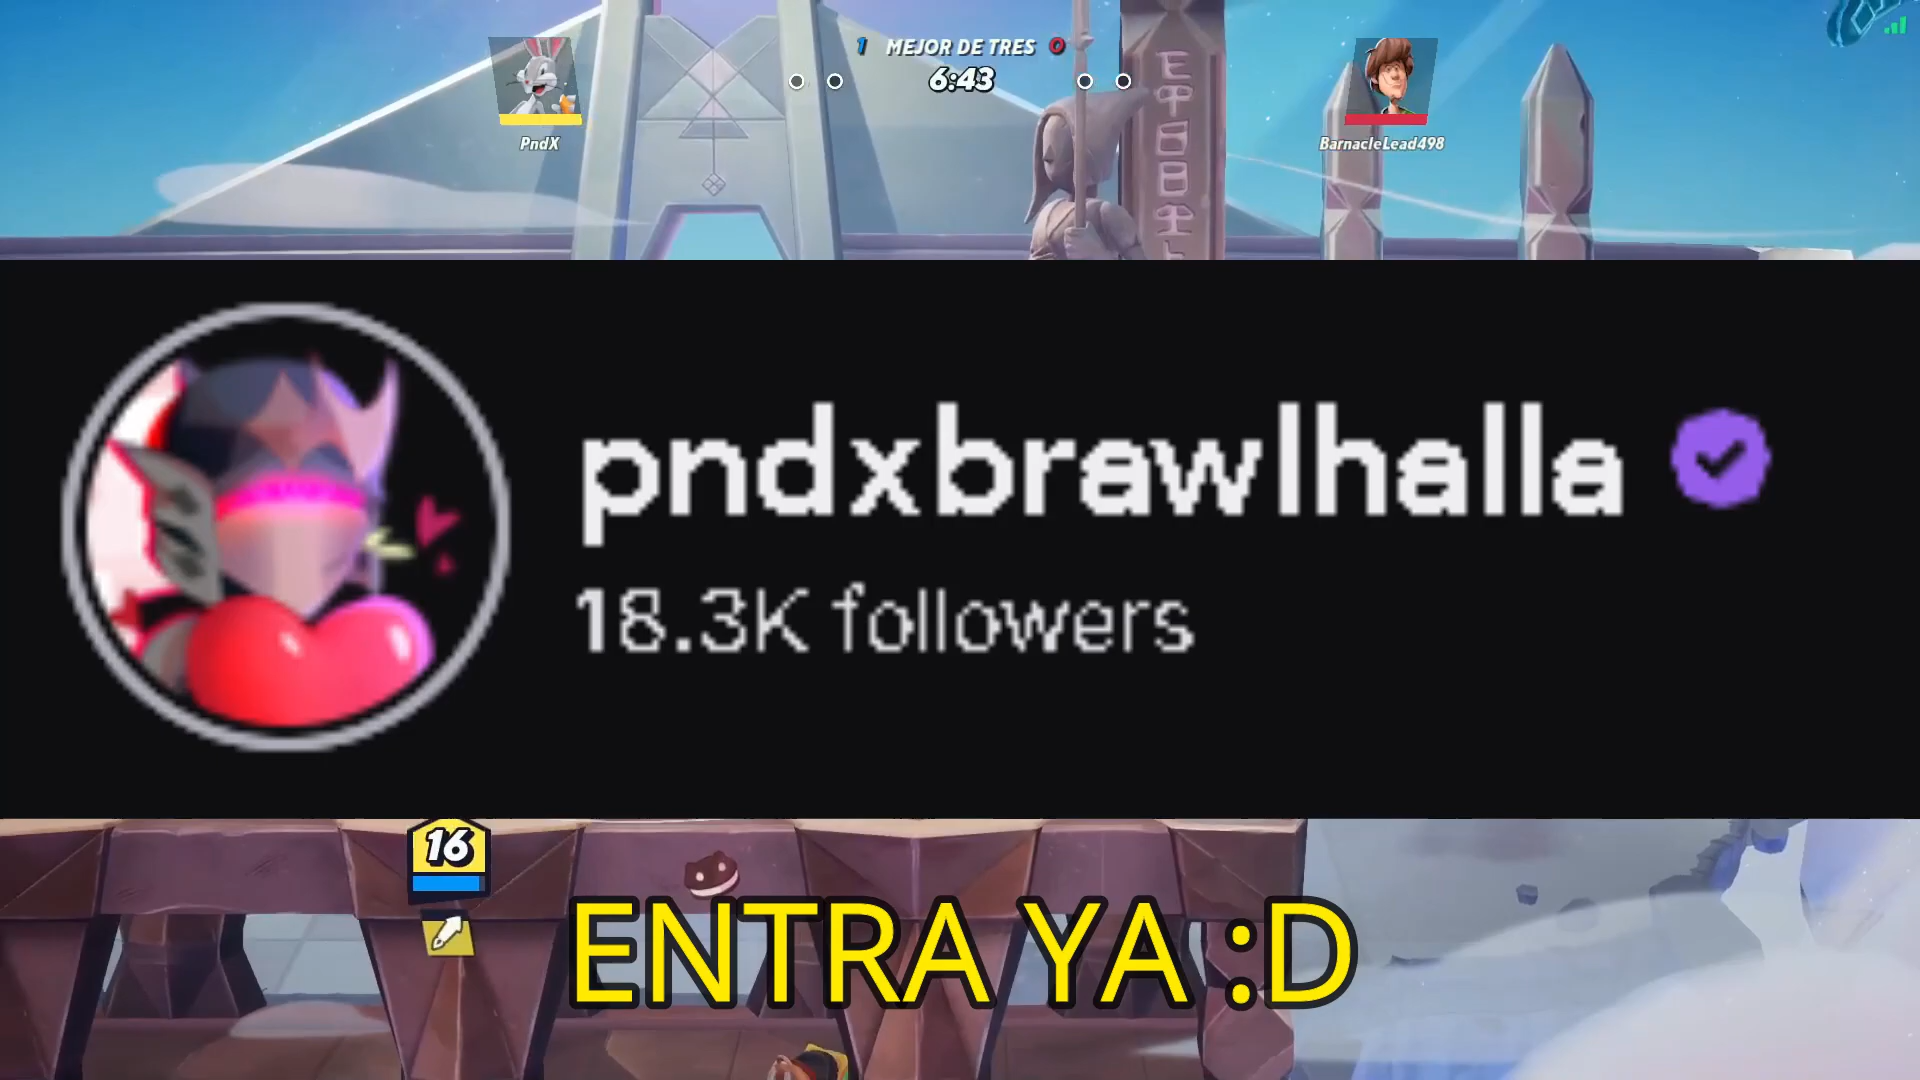 1 MEJOR DE TRES 0
6:43
PndX
BarnacleLead498
pndxbrawlhalla
18.3K followers
16
ENTRA YA :D